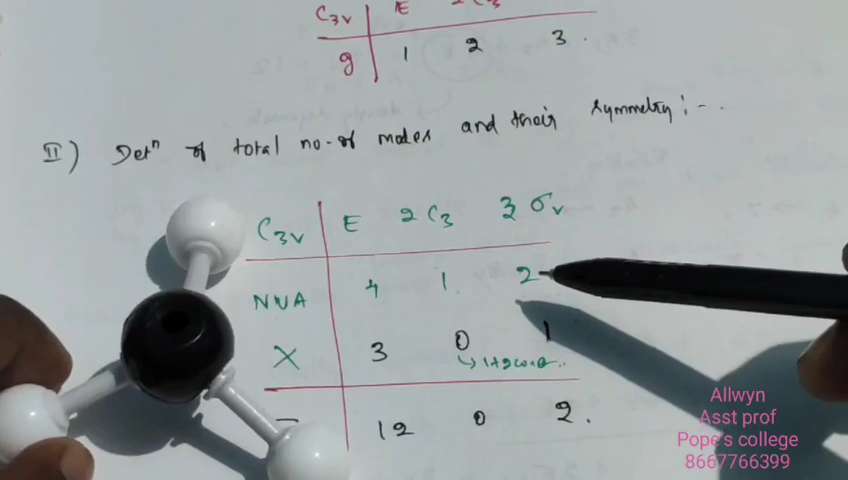 C3v E 2C3
g 1 2 3.
II) Detn of total no. of modes and their symmetry:-..
C3v E 2C3 3σv
NUA 4 1 2
X 3 0 1
↳1+2cosθ..
12 0 2.
Allwyn
Asst prof
Pope's college
8667766399